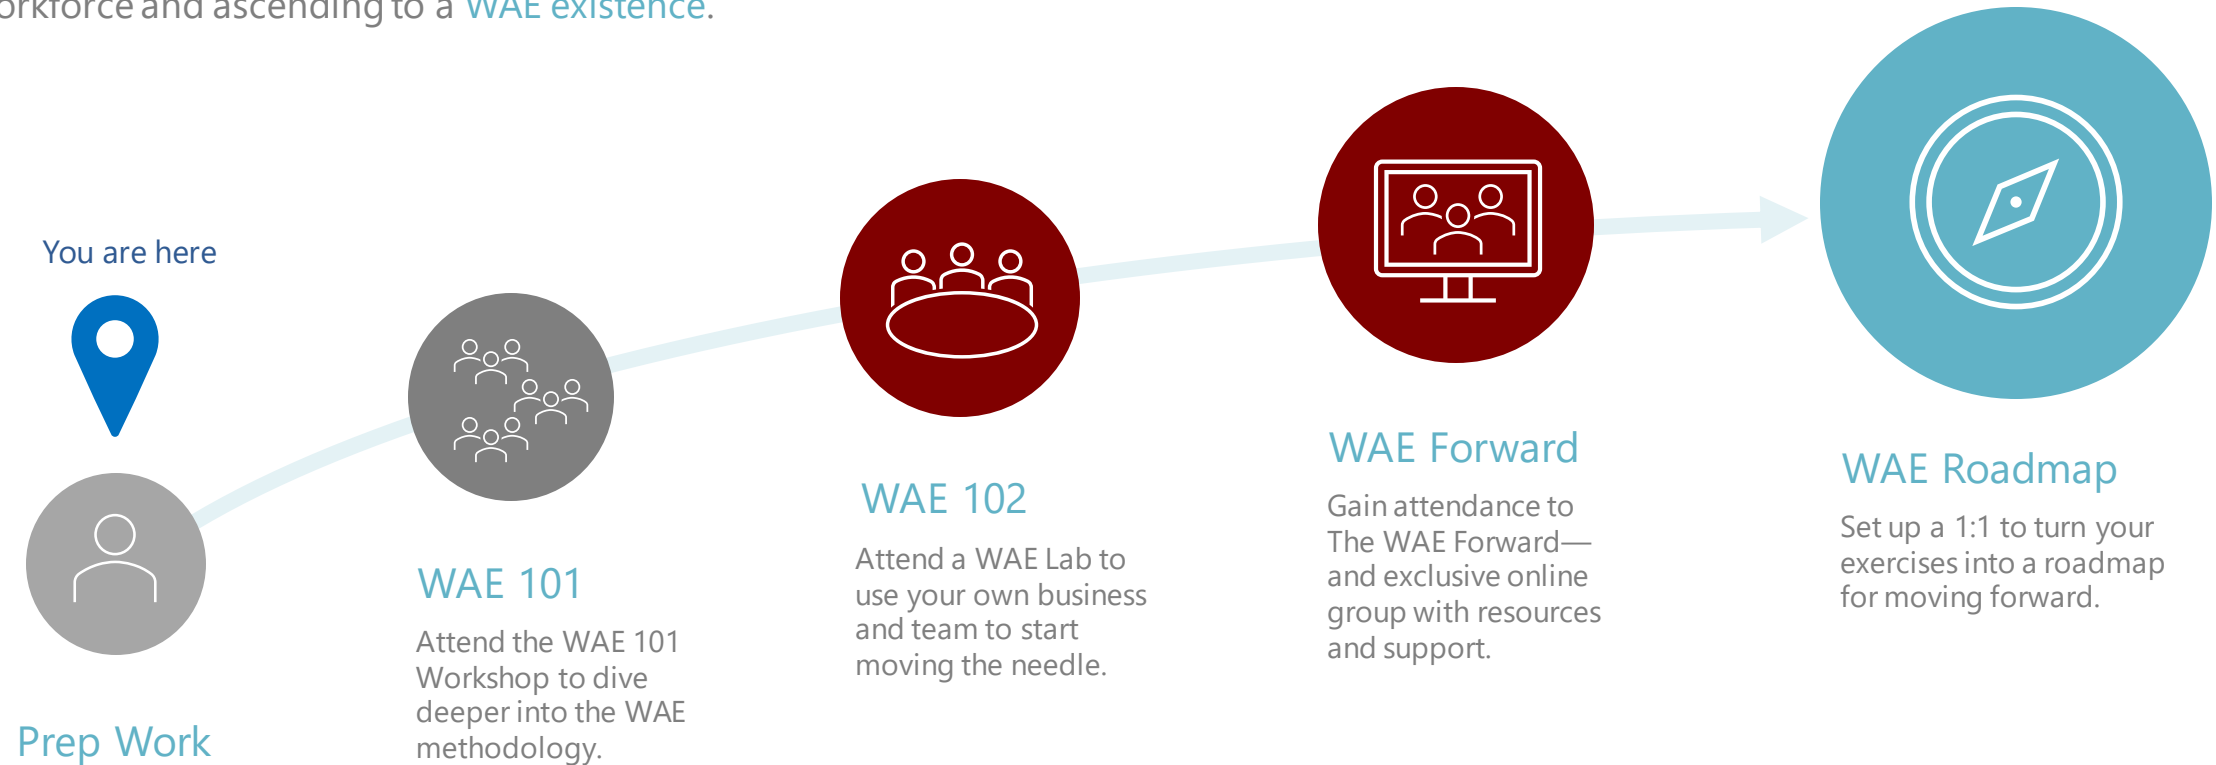 workforce and ascending to a WAE existence.
You are here
Prep Work
WAE 101
Attend the WAE 101
Workshop to dive
deeper into the WAE
methodology.
WAE 102
Attend a WAE Lab to
use your own business
and team to start
moving the needle.
WAE Forward
Gain attendance to
The WAE Forward—
and exclusive online
group with resources
and support.
WAE Roadmap
Set up a 1:1 to turn your
exercises into a roadmap
for moving forward.